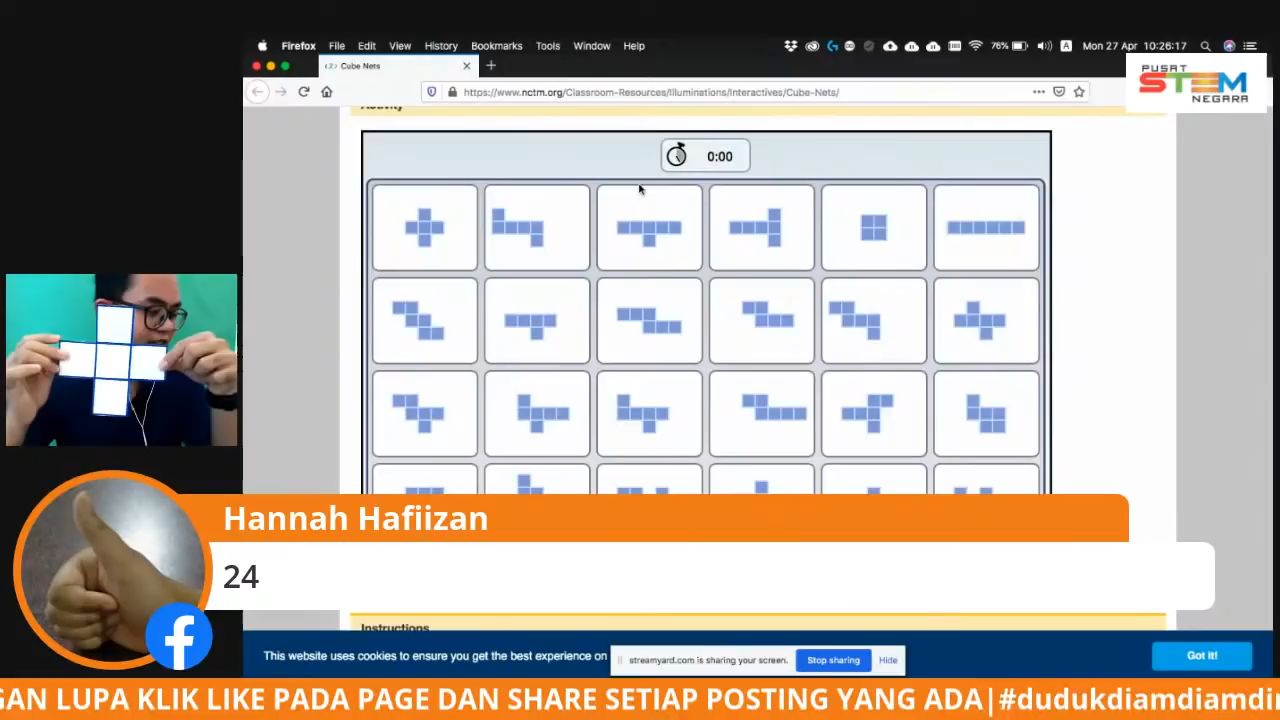 Firefox File Edit View History Bookmarks Tools Window Help
76%
A
Mon 27 Apr 10:26:17
Cube Nets
https://www.nctm.org/Classroom-Resources/Illuminations/Interactives/Cube-Nets/
PUSAT
STEM
NEGARA
Activity
0:00
Hannah Hafiizan
24
Instructions
This website uses cookies to ensure you get the best experience on
streamyard.com is sharing your screen.
Stop sharing
Hide
Got It!
GAN LUPA KLIK LIKE PADA PAGE DAN SHARE SETIAP POSTING YANG ADA|#dudukdiamdiamdi